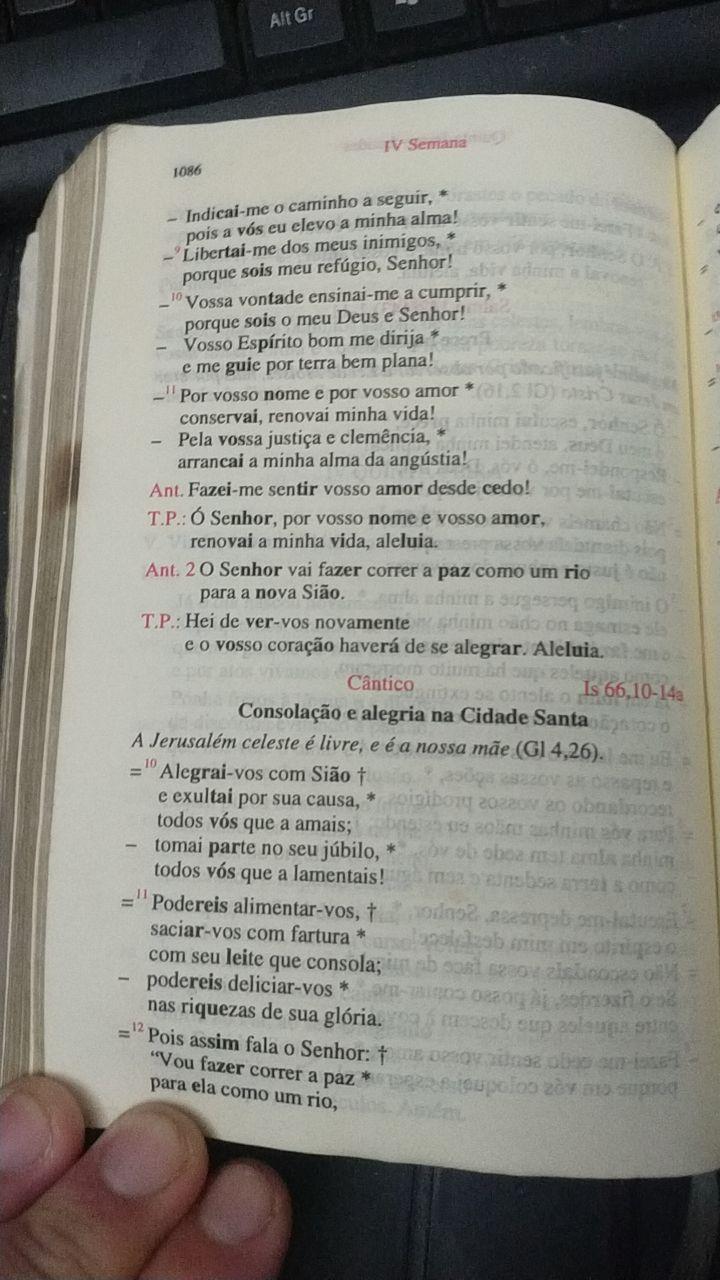 Alt Gr
IV Semana
1086
– Indicai-me o caminho a seguir, *
pois a vós eu elevo a minha alma!
–⁹ Libertai-me dos meus inimigos, *
porque sois meu refúgio, Senhor!
–¹⁰ Vossa vontade ensinai-me a cumprir, *
porque sois o meu Deus e Senhor!
– Vosso Espírito bom me dirija *
e me guie por terra bem plana!
–¹¹ Por vosso nome e por vosso amor *
conservai, renovai minha vida!
– Pela vossa justiça e clemência, *
arrancai a minha alma da angústia!
Ant. Fazei-me sentir vosso amor desde cedo!
T.P.: Ó Senhor, por vosso nome e vosso amor,
renovai a minha vida, aleluia.
Ant. 2 O Senhor vai fazer correr a paz como um rio
para a nova Sião.
T.P.: Hei de ver-vos novamente
e o vosso coração haverá de se alegrar. Aleluia.
Cântico Is 66,10-14a
Consolação e alegria na Cidade Santa
A Jerusalém celeste é livre, e é a nossa mãe (Gl 4,26).
=¹⁰ Alegrai-vos com Sião †
e exultai por sua causa, *
todos vós que a amais;
– tomai parte no seu júbilo, *
todos vós que a lamentais!
=¹¹ Podereis alimentar-vos, †
saciar-vos com fartura *
com seu leite que consola;
– podereis deliciar-vos *
nas riquezas de sua glória.
=¹² Pois assim fala o Senhor: †
“Vou fazer correr a paz *
para ela como um rio,